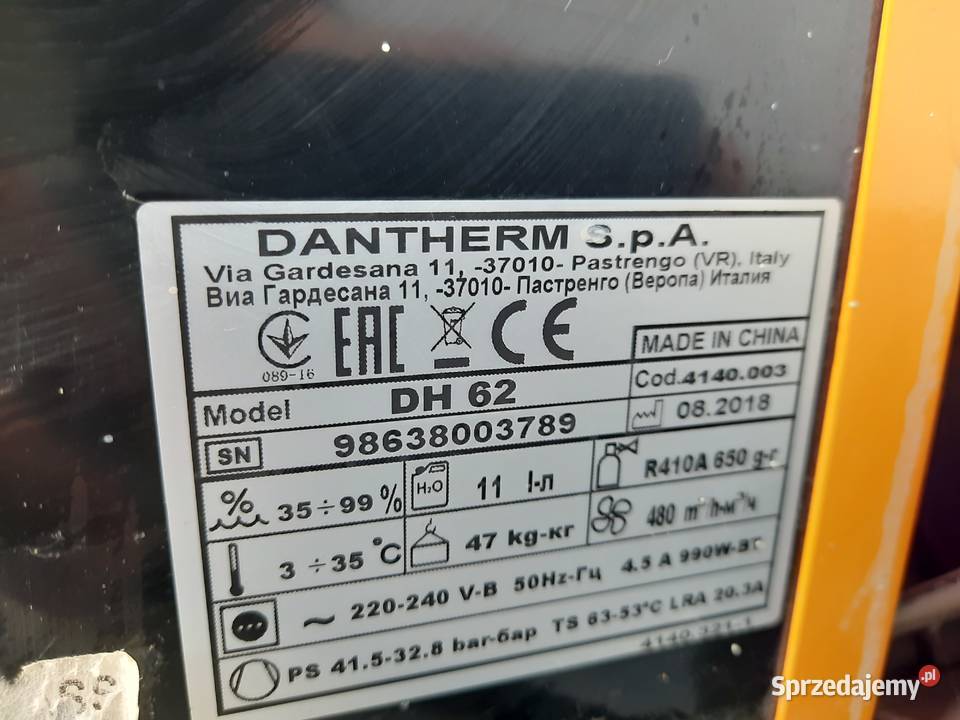 DANTHERM S.p.A.
Via Gardesana 11, -37010- Pastrengo (VR), Italy
Виа Гардесана 11, -37010- Пастренго (Верона) Италия
089-16 EAC CE
MADE IN CHINA
Model DH 62 Cod.4140.003
SN 98638003789 08.2018
% 35÷99 % H₂O 11 l-л R410A 650 g-г
3 ÷35 °C 47 kg-кг 480 m³/h-м³/ч
~ 220-240 V-В 50Hz-Гц 4.5 A 990W-Вт
PS 41.5-32.8 bar-бар TS 63-53°C LRA 20.3A
4140.321-1
Sprzedajemy.pl